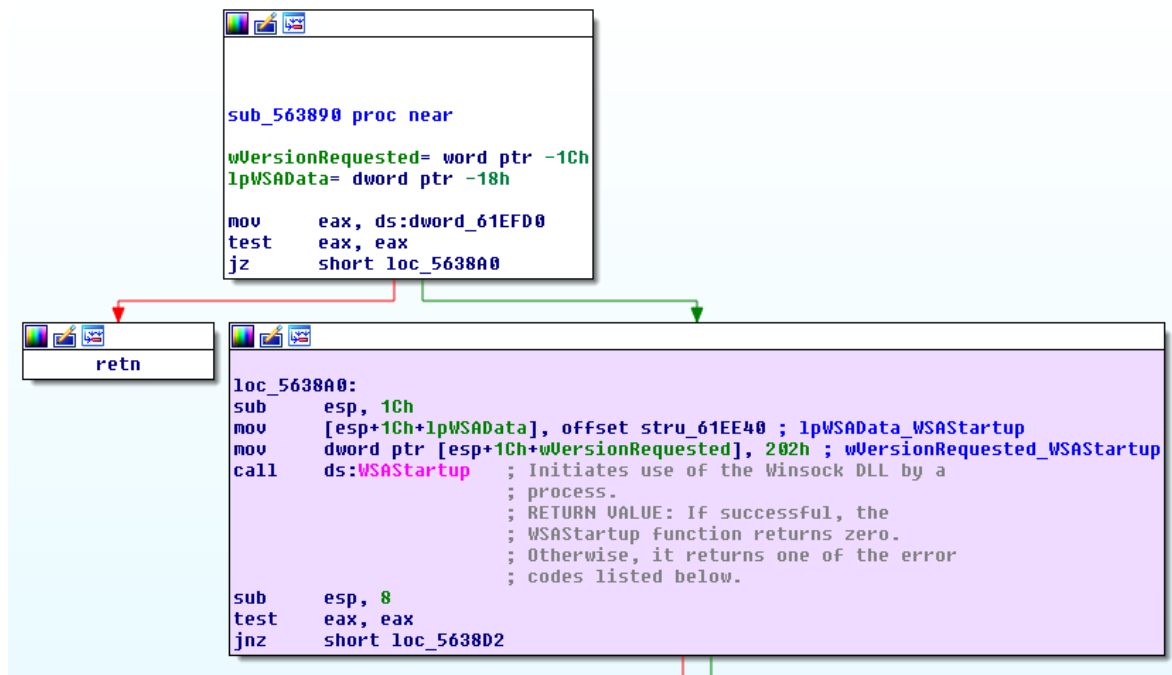 sub_563890 proc near
wVersionRequested= word ptr -1Ch
lpWSAData= dword ptr -18h
mov eax, ds:dword_61EFD0
test eax, eax
jz short loc_5638A0
retn
loc_5638A0:
sub esp, 1Ch
mov [esp+1Ch+lpWSAData], offset stru_61EE40 ; lpWSAData_WSAStartup
mov dword ptr [esp+1Ch+wVersionRequested], 202h ; wVersionRequested_WSAStartup
call ds:WSAStartup ; Initiates use of the Winsock DLL by a
; process.
; RETURN VALUE: If successful, the
; WSAStartup function returns zero.
; Otherwise, it returns one of the error
; codes listed below.
sub esp, 8
test eax, eax
jnz short loc_5638D2